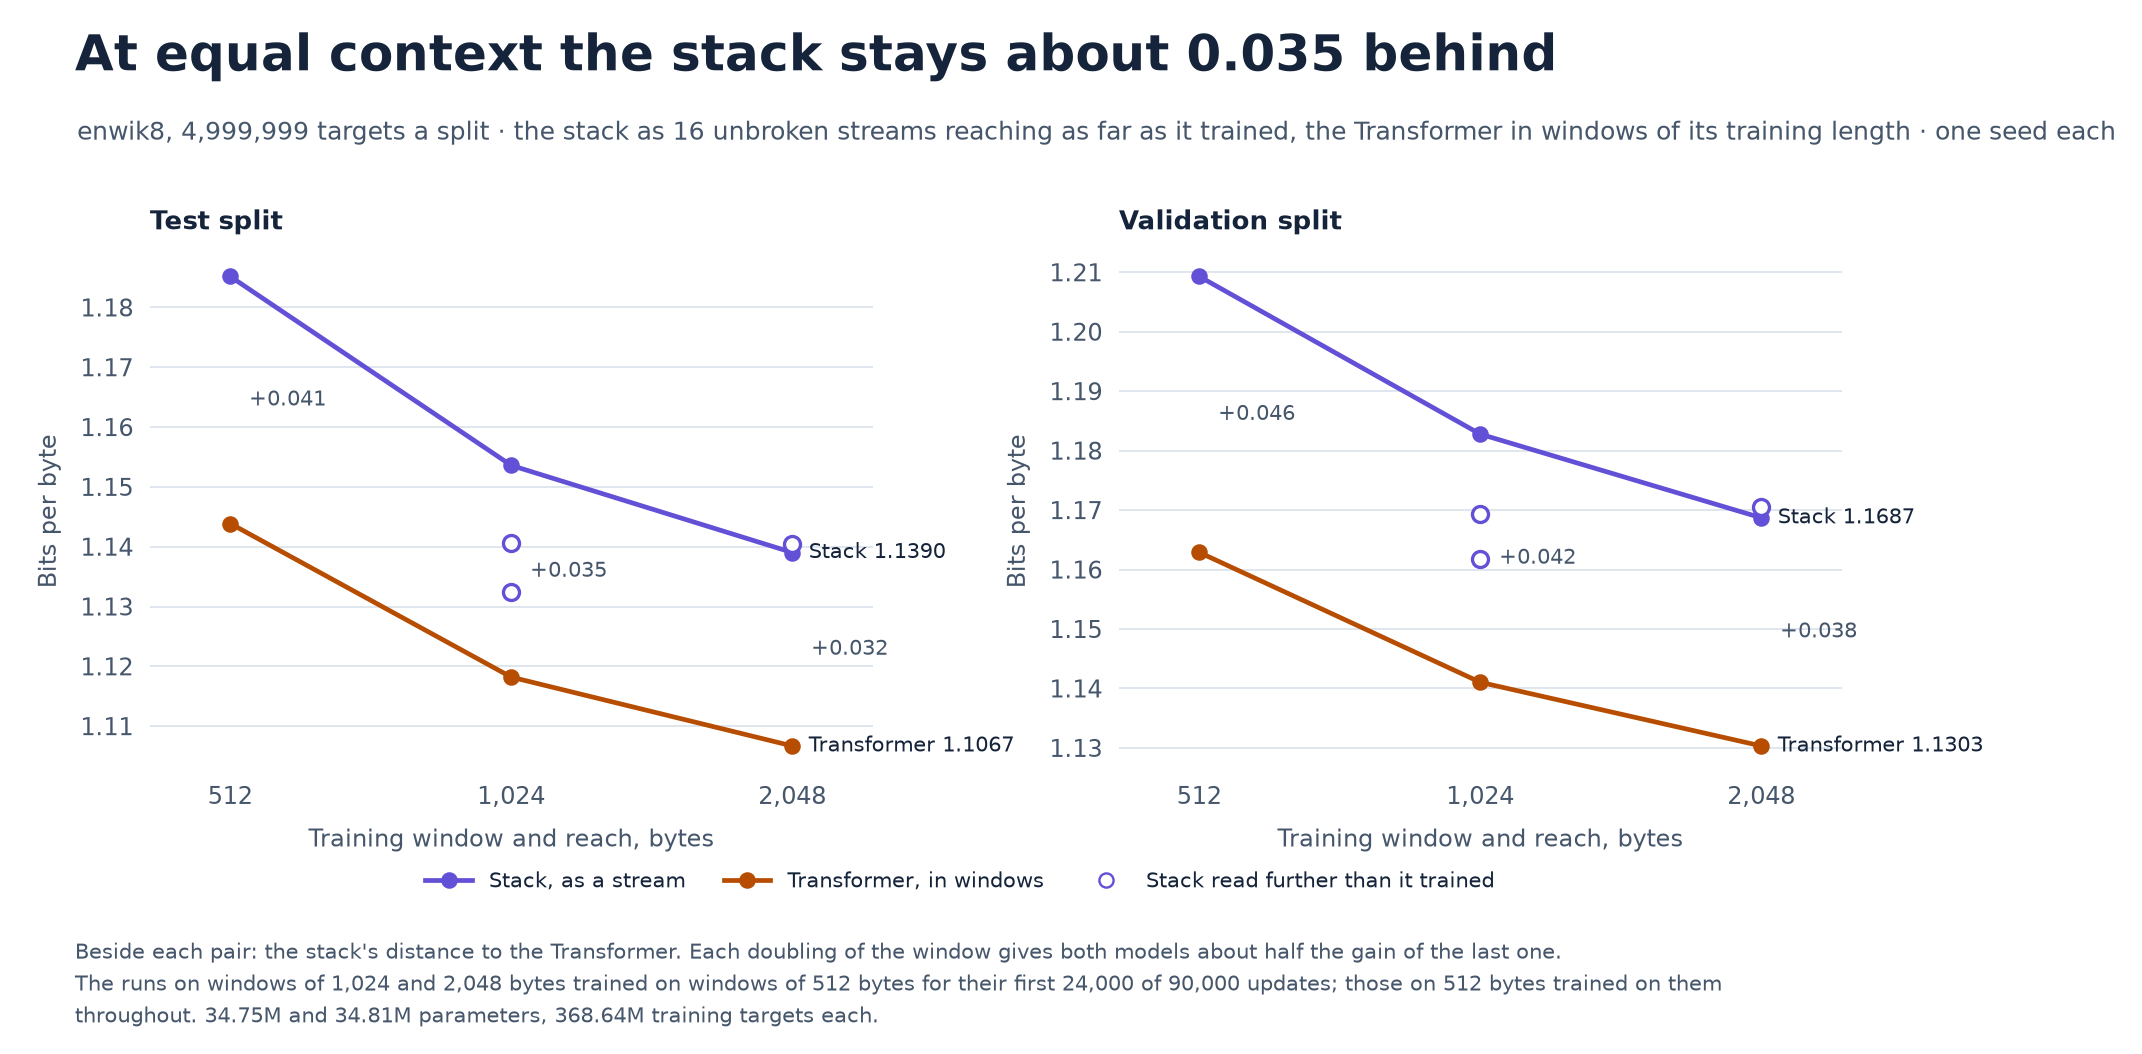 At equal context the stack stays about 0.035 behind
enwik8, 4,999,999 targets a split · the stack as 16 unbroken streams reaching as far as it trained, the Transformer in windows of its training length · one seed each
Test split
Bits per byte
1.18
1.17
1.16
1.15
1.14
1.13
1.12
1.11
+0.041
+0.035
+0.032
Stack 1.1390
Transformer 1.1067
512
1,024
2,048
Training window and reach, bytes
Validation split
Bits per byte
1.21
1.20
1.19
1.18
1.17
1.16
1.15
1.14
1.13
+0.046
+0.042
+0.038
Stack 1.1687
Transformer 1.1303
512
1,024
2,048
Training window and reach, bytes
Stack, as a stream
Transformer, in windows
Stack read further than it trained
Beside each pair: the stack's distance to the Transformer. Each doubling of the window gives both models about half the gain of the last one.
The runs on windows of 1,024 and 2,048 bytes trained on windows of 512 bytes for their first 24,000 of 90,000 updates; those on 512 bytes trained on them
throughout. 34.75M and 34.81M parameters, 368.64M training targets each.